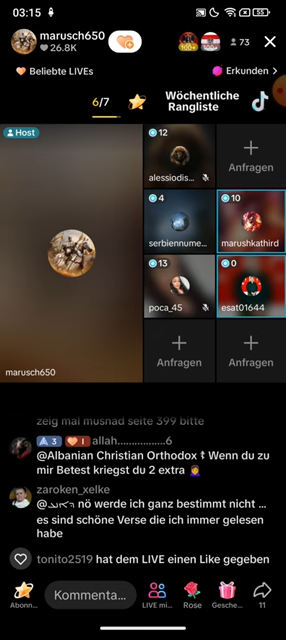 03:15
55
marusch650
26.8K
100+
100+
73
Beliebte LIVEs
Erkunden >
6/7
Wöchentliche
Rangliste
Host
12
alessiodis...
Anfragen
4
serbiennume...
10
marushkathird
13
poca_45
0
esat01644
marusch650
Anfragen
Anfragen
zeig mal musnad seite 399 bitte
3
1
allah.................6
@Albanian Christian Orthodox ☦ Wenn du zu
mir Betest kriegst du 2 extra 🤦‍♀️
zaroken_xelke
nö werde ich ganz bestimmt nicht ...
es sind schöne Verse die ich immer gelesen
habe
tonito2519 hat dem LIVE einen Like gegeben
Abonn...
Kommenta...
LIVE mi...
Rose
Gesche...
11